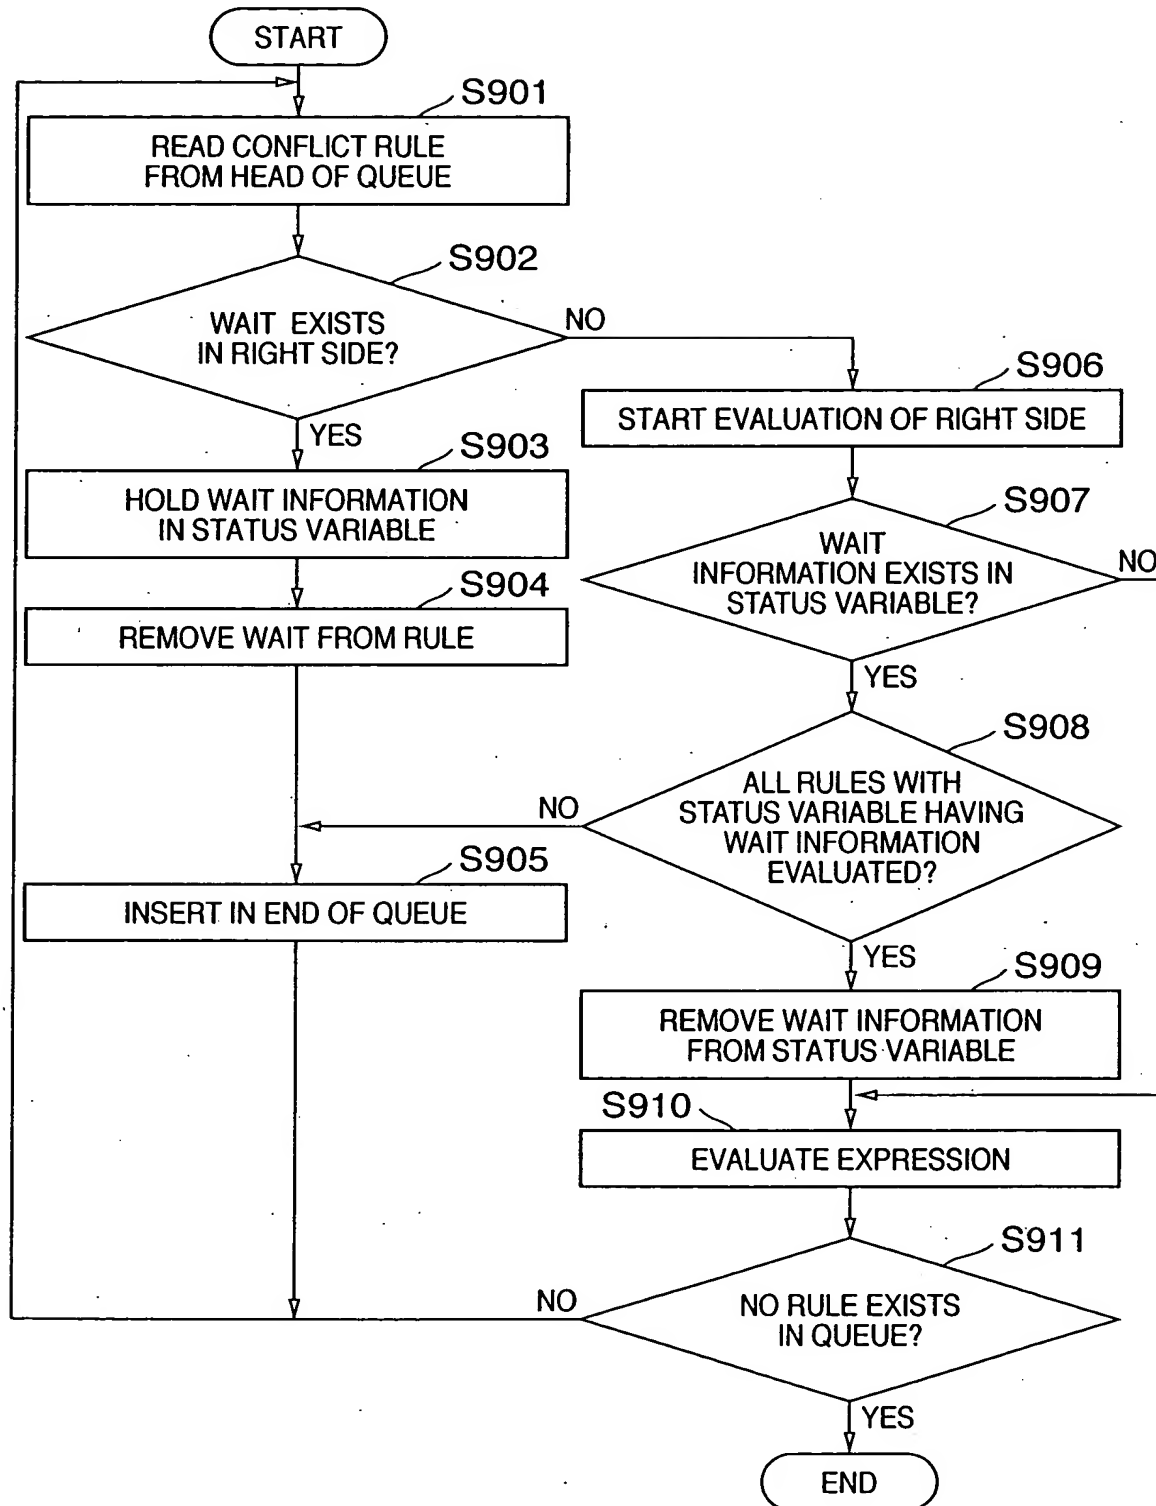 START
S901
READ CONFLICT RULE
FROM HEAD OF QUEUE
S902
WAIT EXISTS
IN RIGHT SIDE?
NO
YES
S903
HOLD WAIT INFORMATION
IN STATUS VARIABLE
S904
REMOVE WAIT FROM RULE
S905
INSERT IN END OF QUEUE
S906
START EVALUATION OF RIGHT SIDE
S907
WAIT
INFORMATION EXISTS IN
STATUS VARIABLE?
NO
YES
S908
ALL RULES WITH
STATUS VARIABLE HAVING
WAIT INFORMATION
EVALUATED?
NO
YES
S909
REMOVE WAIT INFORMATION
FROM STATUS VARIABLE
S910
EVALUATE EXPRESSION
S911
NO RULE EXISTS
IN QUEUE?
NO
YES
END